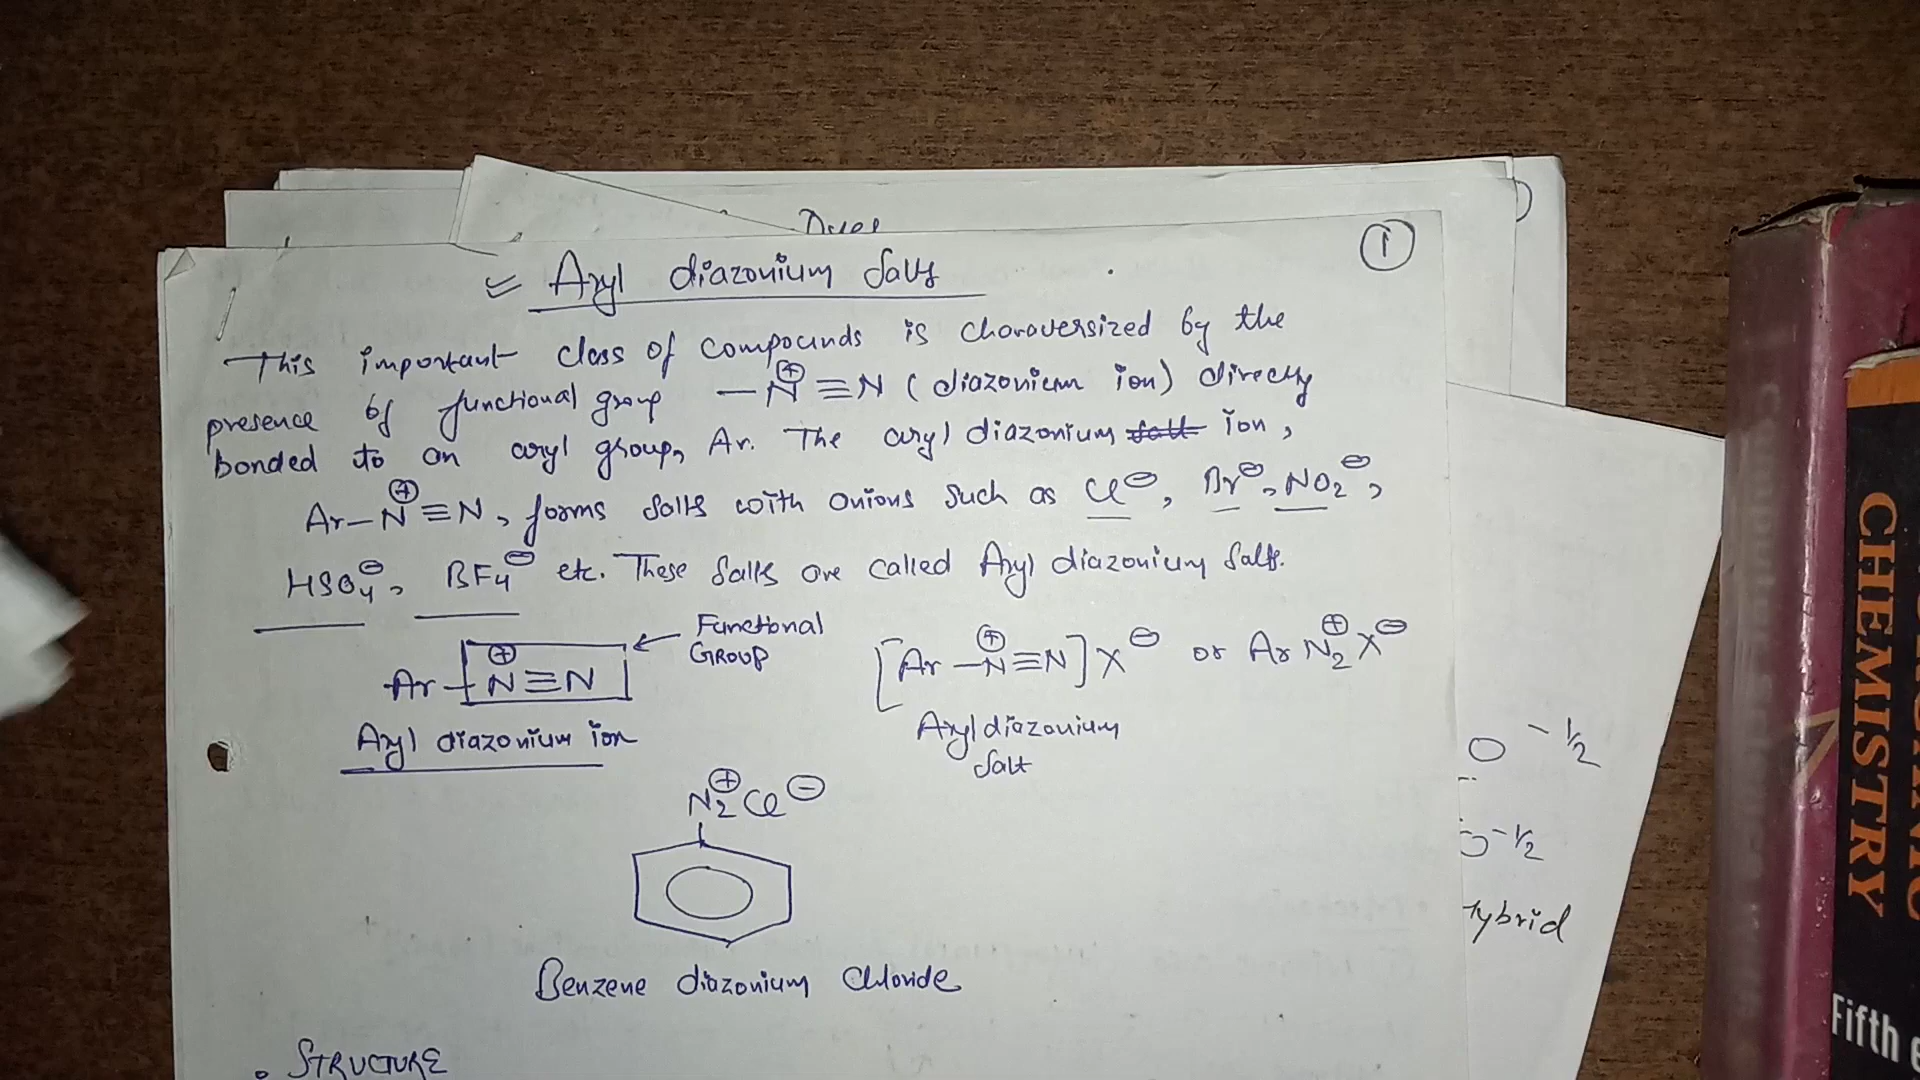 Aryl diazonium Salts
①
This important class of compounds is characterized by the
presence of functional group —N⊕≡N (diazonium ion) directly
bonded to an aryl group, Ar. The aryl diazonium ~~salt~~ ion,
Ar—N⊕≡N, forms salts with anions such as Cl⊖, Br⊖, NO2⊖,
HSO4⊖, BF4⊖ etc. These salts are called Aryl diazonium salts.
Ar—N⊕≡N ← Functional
GROUP
[Ar—N⊕≡N]X⊖ or ArN2⊕X⊖
Aryl diazonium ion
Aryl diazonium
Salt
N2⊕Cl⊖
Benzene diazonium Chloride
• STRUCTURE
O -1/2
O -1/2
Hybrid
CHEMISTRY
Fifth